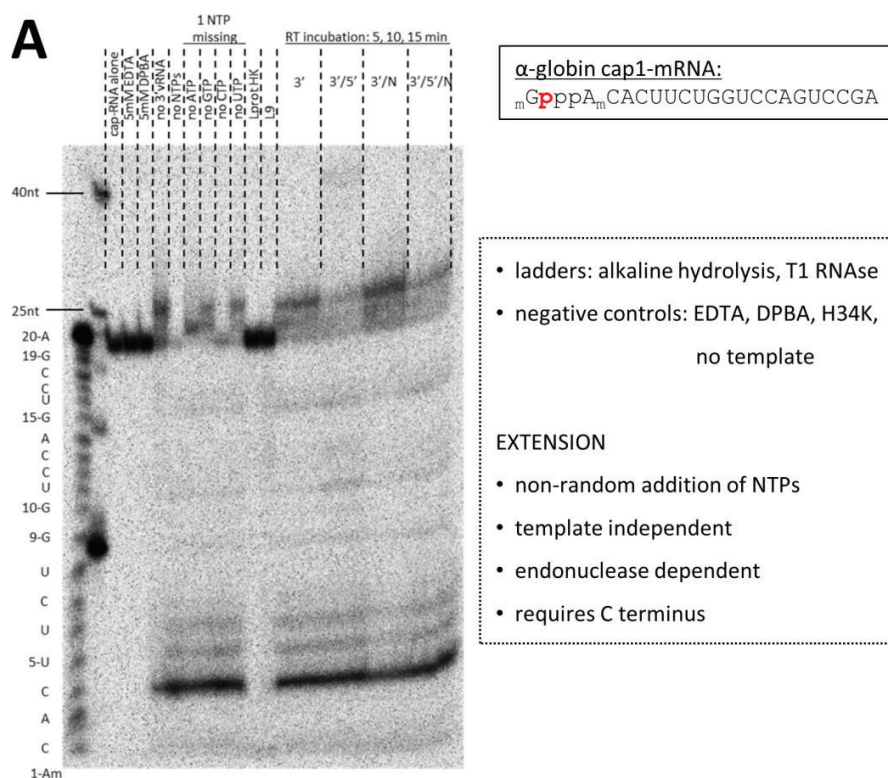 A
1 NTP
missing
RT incubation: 5, 10, 15 min
cap-RNA alone
5mM EDTA
5mM DPBA
no 3'vRNA
no NTPs
no ATP
no GTP
no CTP
no UTP
Lprot HK
L9
3'
3'/5'
3'/N
3'/5'/N
40nt
25nt
20-A
19-G
C
C
U
15-G
A
C
C
U
10-G
9-G
U
C
U
5-U
C
A
C
1-Am
α-globin cap1-mRNA:
mGpppAmCACUUCUGGUCCAGUCCGA
• ladders: alkaline hydrolysis, T1 RNAse
• negative controls: EDTA, DPBA, H34K,
no template
EXTENSION
• non-random addition of NTPs
• template independent
• endonuclease dependent
• requires C terminus